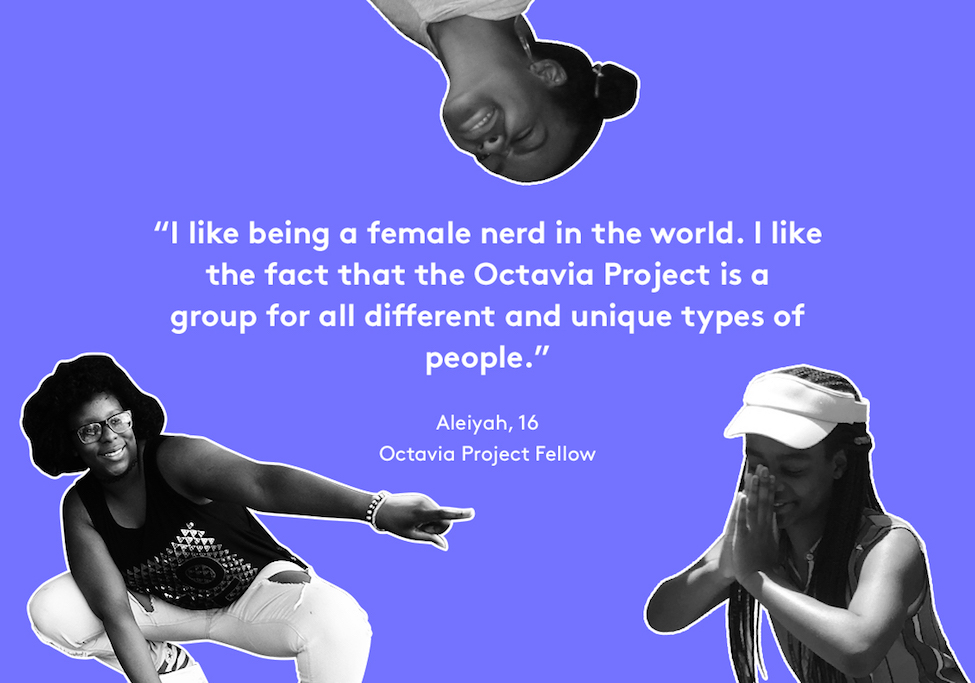 “I like being a female nerd in the world. I like
the fact that the Octavia Project is a
group for all different and unique types of
people.”
Aleiyah, 16
Octavia Project Fellow